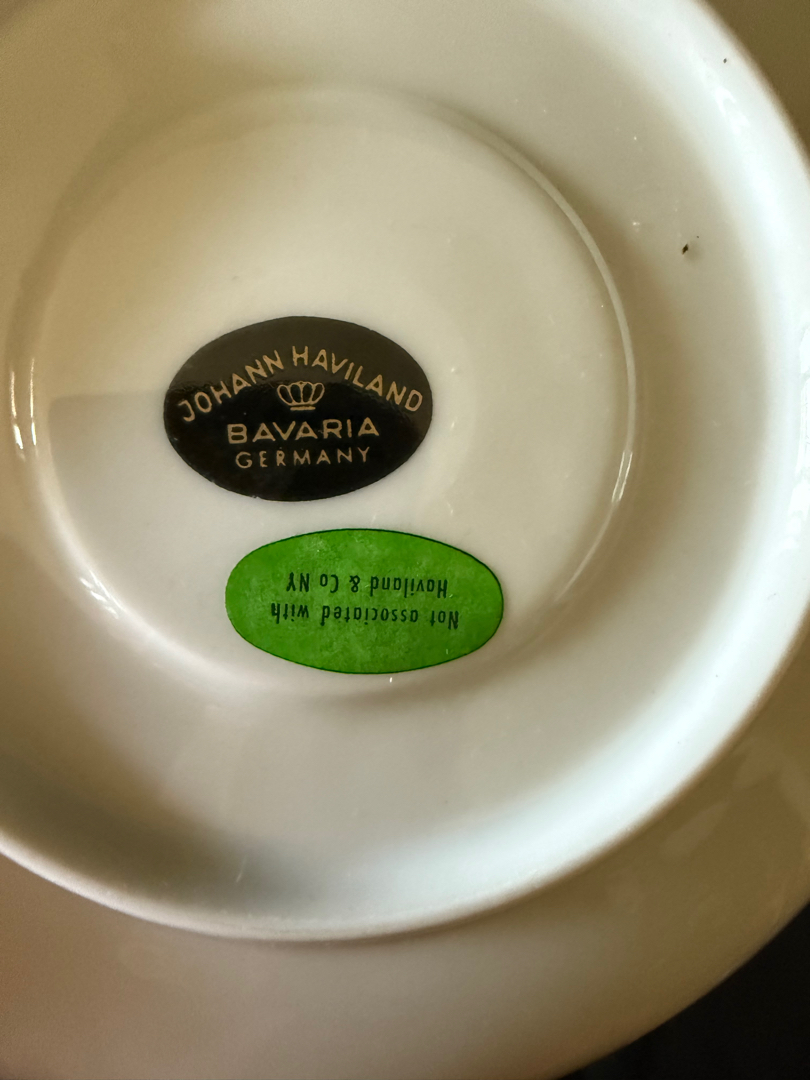 JOHANN HAVILAND
BAVARIA
GERMANY
Not associated with
Haviland & Co NY